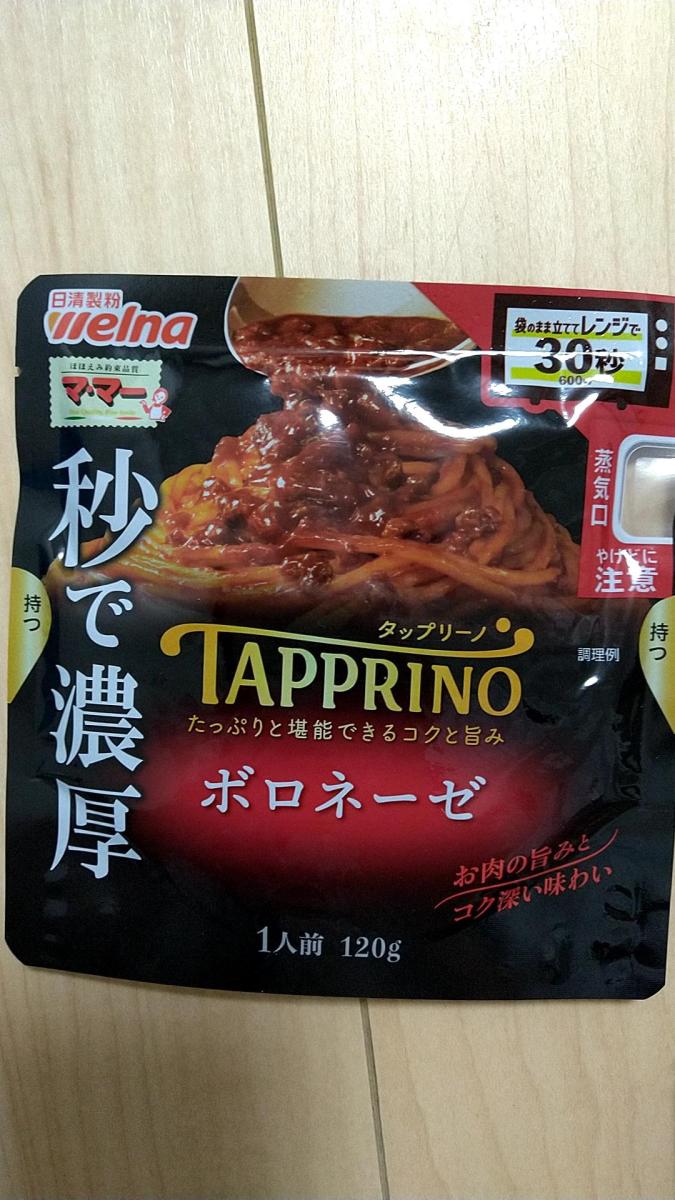 日清製粉
welna
ほほえみ約束品質
マ・マー
袋のまま立ててレンジで
30秒
600W
蒸気口
やけどに
注意
秒で濃厚
持つ
持つ
タップリーノ
TAPPRINO
調理例
たっぷりと堪能できるコクと旨み
ボロネーゼ
お肉の旨みと
コク深い味わい
1人前 120g